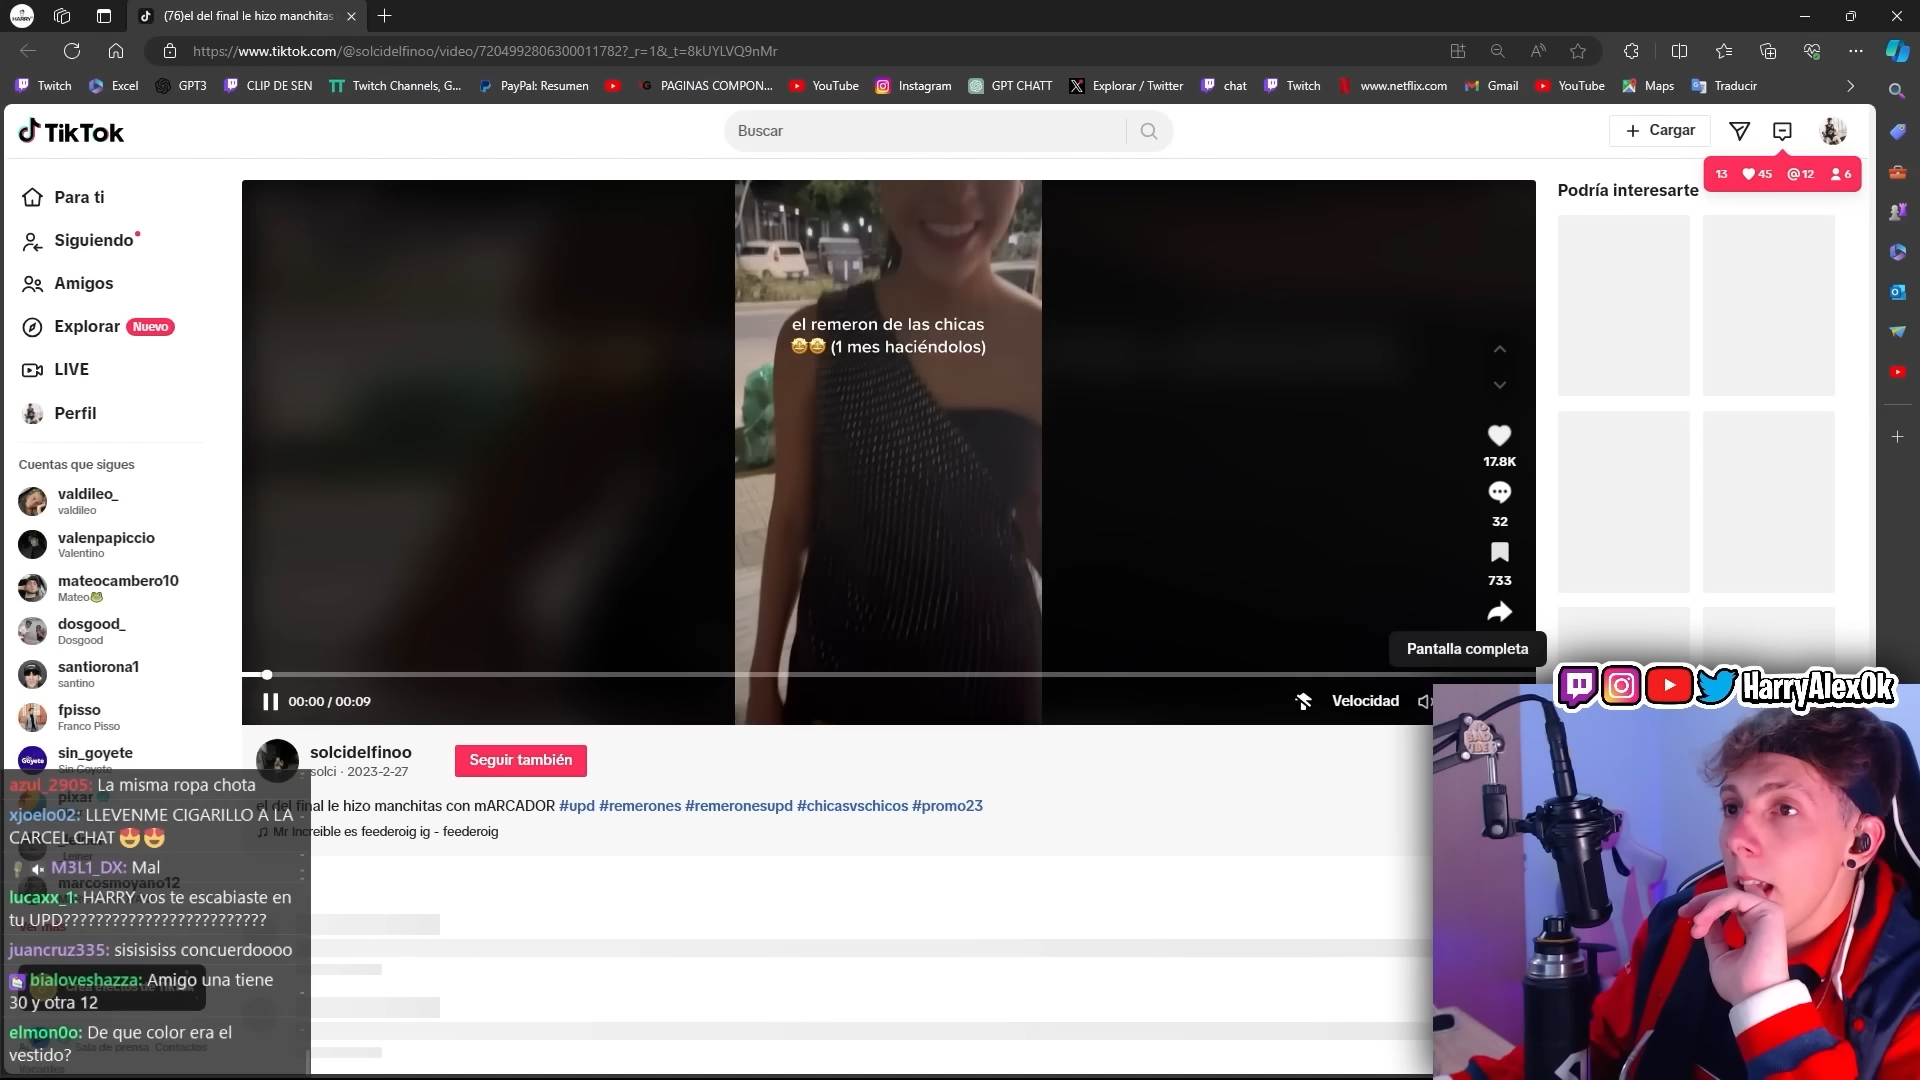 (76)el del final le hizo manchitas
https://www.tiktok.com/@solcidelfinoo/video/7204992806300011782?_r=1&_t=8kUYLVQ9nMr
Twitch Excel GPT3 CLIP DE SEN Twitch Channels, G... PayPal: Resumen PAGINAS COMPON... YouTube Instagram GPT CHATT Explorar / Twitter chat Twitch www.netflix.com Gmail YouTube Maps Traducir
TikTok
Buscar
Cargar
13 45 @12 6
Para ti
Siguiendo
Amigos
Explorar Nuevo
LIVE
Perfil
Cuentas que sigues
valdileo_
valdileo
valenpapiccio
Valentino
mateocambero10
Mateo🐸
dosgood_
Dosgood
santiorona1
santino
fpisso
Franco Pisso
sin_goyete
Sin Goyete
el remeron de las chicas
🤩🤩 (1 mes haciéndolos)
17.8K
32
733
Pantalla completa
00:00 / 00:09
Velocidad
Podría interesarte
solcidelfinoo
solci · 2023-2-27
Seguir también
el del final le hizo manchitas con mARCADOR #upd #remerones #remeronesupd #chicasvschicos #promo23
Mr Increible es feederoig ig - feederoig
azul_2905: La misma ropa chota
xjoelo02: LLEVENME CIGARILLO A LA
CARCEL CHAT 😍😍
M3L1_DX: Mal
marcosmoyano12
lucaxx_1: HARRY vos te escabiaste en
tu UPD?????????????????????????
juancruz335: sisisisiss concuerdoooo
bialoveshazza: Amigo una tiene
30 y otra 12
elmon0o: De que color era el
vestido?
Sala de prensa Contactos
HarryAlexOk